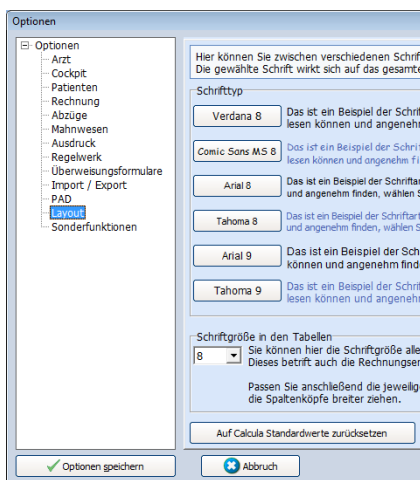 Optionen
Optionen
Arzt
Cockpit
Patienten
Rechnung
Abzüge
Mahnwesen
Ausdruck
Regelwerk
Überweisungsformulare
Import / Export
PAD
Layout
Sonderfunktionen
Hier können Sie zwischen verschiedenen Schrif
Die gewählte Schrift wirkt sich auf das gesamte
Schrifttyp
Verdana 8
Das ist ein Beispiel der Schrif
lesen können und angenehm
Comic Sans MS 8
Das ist ein Beispiel der Schrif
lesen können und angenehm fi
Arial 8
Das ist ein Beispiel der Schriftar
und angenehm finden, wählen S
Tahoma 8
Das ist ein Beispiel der Schriftart
und angenehm finden, wählen S
Arial 9
Das ist ein Beispiel der Sch
können und angenehm find
Tahoma 9
Das ist ein Beispiel der Schrif
lesen können und angenehm
Schriftgröße in den Tabellen
8
Sie können hier die Schriftgröße alle
Dieses betrift auch die Rechnungser
Passen Sie anschließend die jeweilig
die Spaltenköpfe breiter ziehen.
Auf Calcula Standardwerte zurücksetzen
Optionen speichern
Abbruch